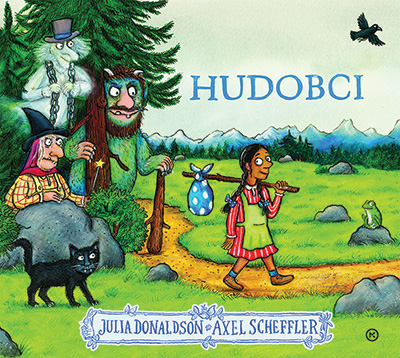 HUDOBCI
JULIA DONALDSON AXEL SCHEFFLER
K